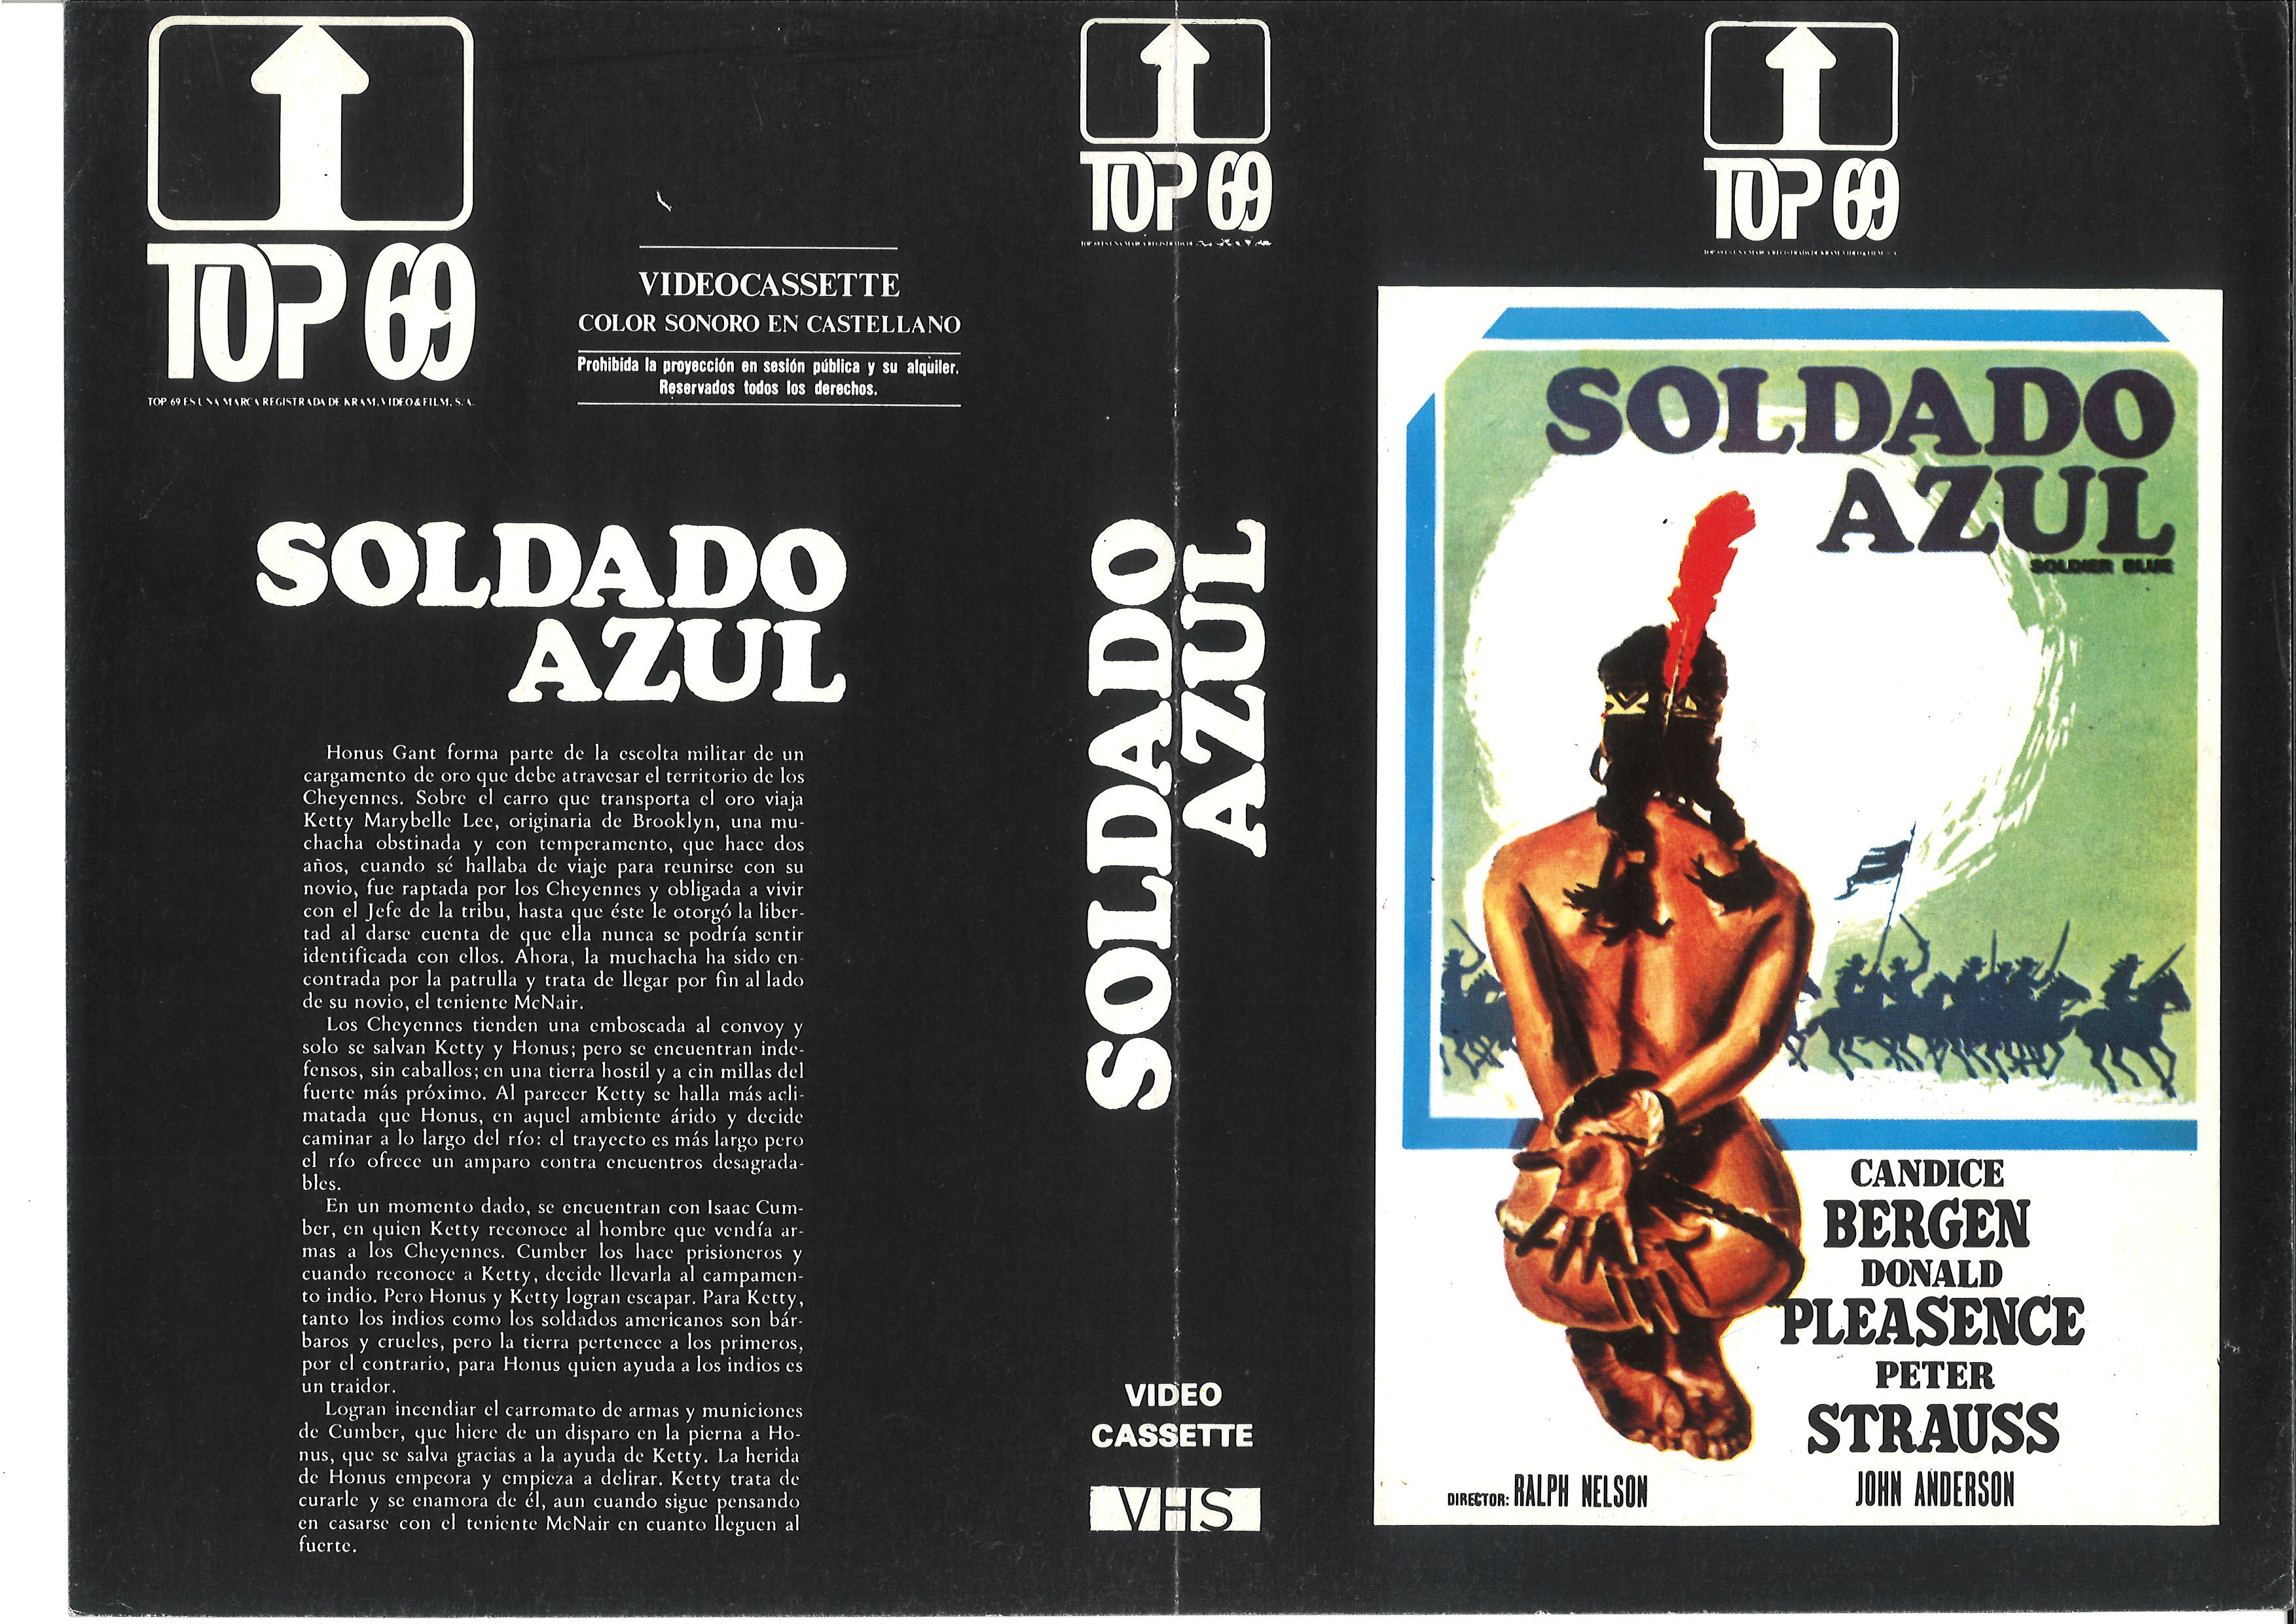 TOP 69
TOP 69 ES UNA MARCA REGISTRADA DE KRAM, VIDEO & FILM, S.A.
VIDEOCASSETTE
COLOR SONORO EN CASTELLANO
Prohibida la proyección en sesión pública y su alquiler.
Reservados todos los derechos.
SOLDADO
AZUL
Honus Gant forma parte de la escolta militar de un
cargamento de oro que debe atravesar el territorio de los
Cheyennes. Sobre el carro que transporta el oro viaja
Ketty Marybelle Lee, originaria de Brooklyn, una mu-
chacha obstinada y con temperamento, que hace dos
años, cuando sé hallaba de viaje para reunirse con su
novio, fue raptada por los Cheyennes y obligada a vivir
con el Jefe de la tribu, hasta que éste le otorgó la liber-
tad al darse cuenta de que ella nunca se podría sentir
identificada con ellos. Ahora, la muchacha ha sido en-
contrada por la patrulla y trata de llegar por fin al lado
de su novio, el teniente McNair.
Los Cheyennes tienden una emboscada al convoy y
solo se salvan Ketty y Honus; pero se encuentran inde-
fensos, sin caballos; en una tierra hostil y a cin millas del
fuerte más próximo. Al parecer Ketty se halla más acli-
matada que Honus, en aquel ambiente árido y decide
caminar a lo largo del río: el trayecto es más largo pero
el río ofrece un amparo contra encuentros desagrada-
bles.
En un momento dado, se encuentran con Isaac Cum-
ber, en quien Ketty reconoce al hombre que vendía ar-
mas a los Cheyennes. Cumber los hace prisioneros y
cuando reconoce a Ketty, decide llevarla al campamen-
to indio. Pero Honus y Ketty logran escapar. Para Ketty,
tanto los indios como los soldados americanos son bár-
baros y crueles, pero la tierra pertenece a los primeros,
por el contrario, para Honus quien ayuda a los indios es
un traidor.
Logran incendiar el carromato de armas y municiones
de Cumber, que hiere de un disparo en la pierna a Ho-
nus, que se salva gracias a la ayuda de Ketty. La herida
de Honus empeora y empieza a delirar. Ketty trata de
curarle y se enamora de él, aun cuando sigue pensando
en casarse con el teniente McNair en cuanto lleguen al
fuerte.
TOP 69
TOP 69 ES UNA MARCA REGISTRADA DE
SOLDADO
AZUL
VIDEO
CASSETTE
VHS
TOP 69
TOP 69 ES UNA MARCA REGISTRADA DE KRAM, VIDEO & FILM, S.A.
SOLDADO
AZUL
SOLDIER BLUE
CANDICE
BERGEN
DONALD
PLEASENCE
PETER
STRAUSS
JOHN ANDERSON
DIRECTOR: RALPH NELSON